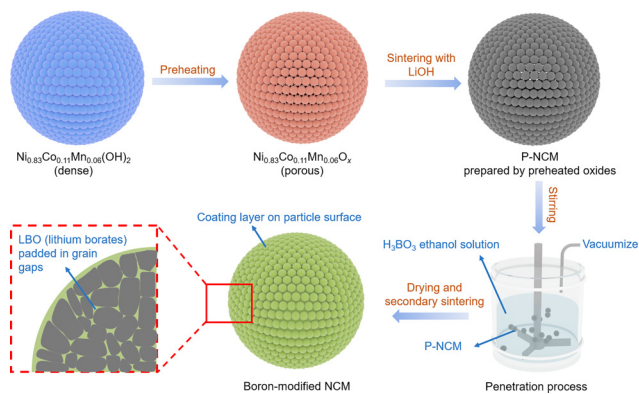 Preheating
Sintering with
LiOH
Ni₀.₈₃Co₀.₁₁Mn₀.₀₆(OH)₂
(dense)
Ni₀.₈₃Co₀.₁₁Mn₀.₀₆Oₓ
(porous)
P-NCM
prepared by preheated oxides
Stirring
Coating layer on particle surface
LBO (lithium borates)
padded in grain
gaps
H₃BO₃ ethanol solution
Vacuumize
Drying and
secondary sintering
P-NCM
Boron-modified NCM
Penetration process